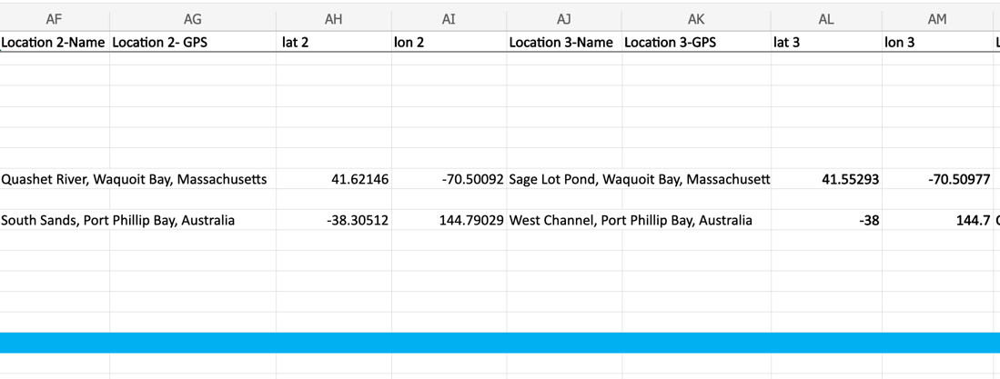 AF AG AH AI AJ AK AL AM
Location 2-Name Location 2- GPS lat 2 lon 2 Location 3-Name Location 3-GPS lat 3 lon 3
Quashet River, Waquoit Bay, Massachusetts 41.62146 -70.50092 Sage Lot Pond, Waquoit Bay, Massachusett 41.55293 -70.50977
South Sands, Port Phillip Bay, Australia -38.30512 144.79029 West Channel, Port Phillip Bay, Australia -38 144.7